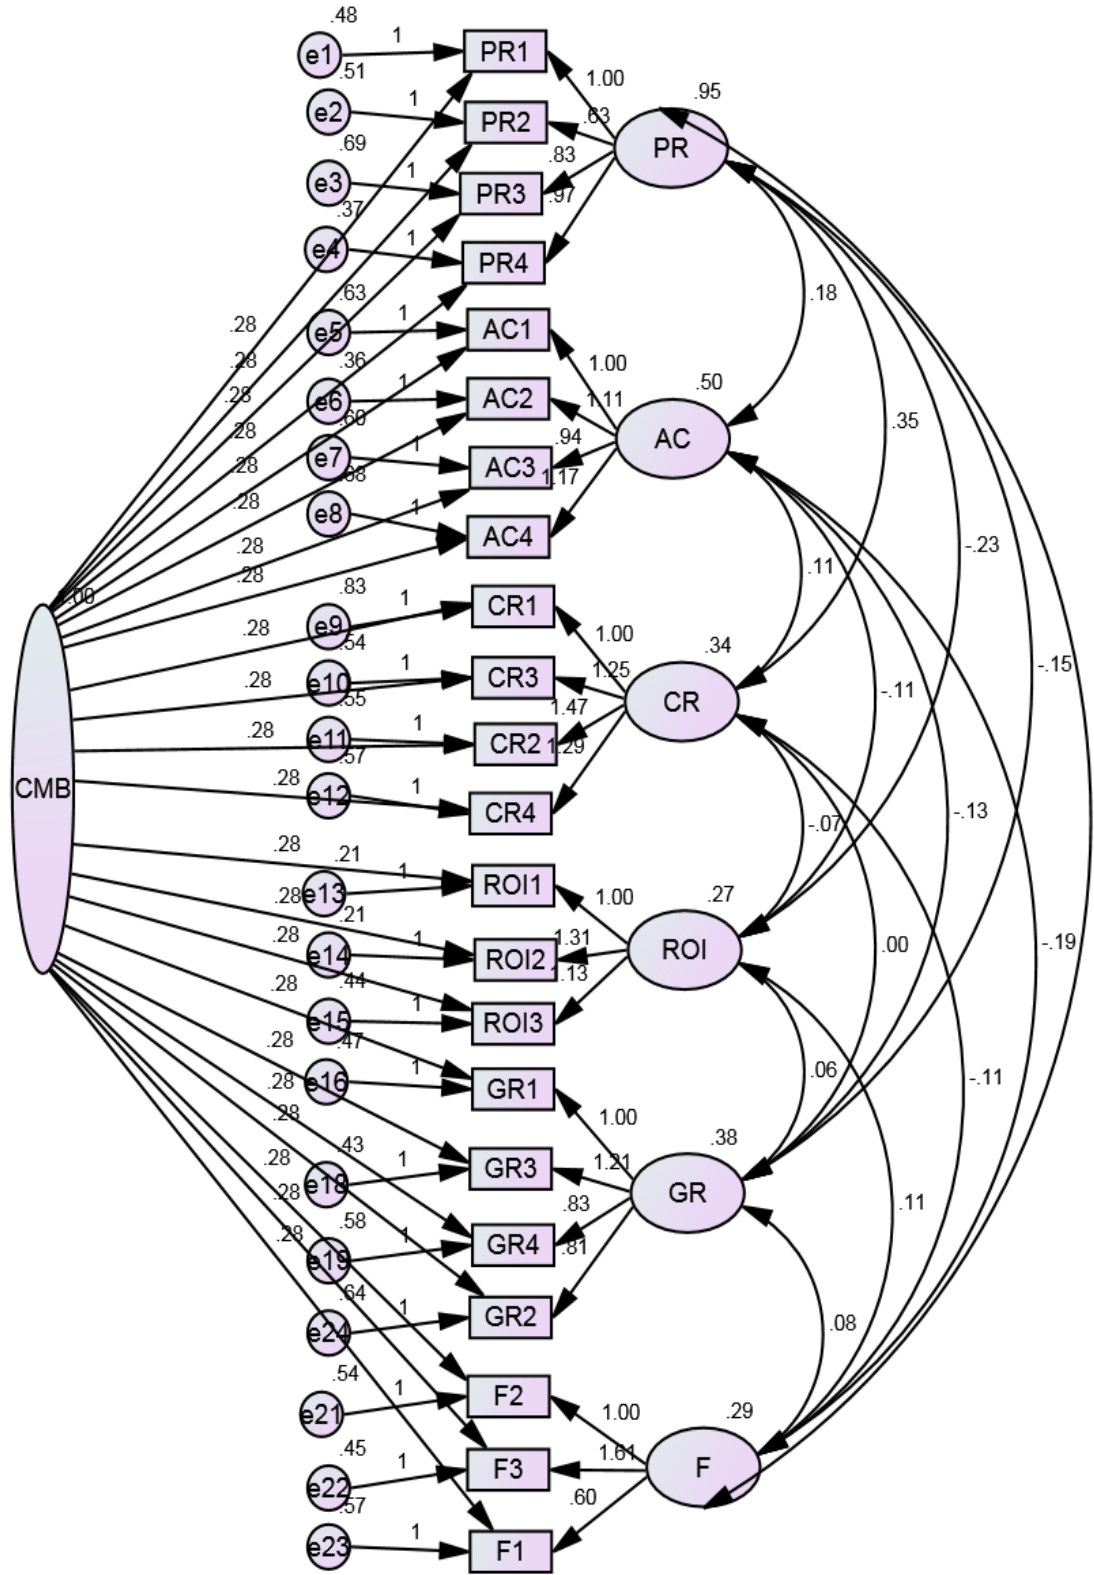 .48
e1 1 PR1
.51
1.00
.95
e2 1 PR2
.63
PR
.69
.83
e3 1 PR3
.37
.97
e4 1 PR4
.18
.63
.28
e5 1 AC1
.28
.36
1.00
.50
.28
e6 1 AC2
1.11
.35
.60
.28
.94
AC
e7 1 AC3
.28
1.17
.28
e8 1 AC4
.28
-.23
.28
.11
.83
e9 1 CR1
.28
1.00
.34
.54
e10 1 CR3
1.25
-.15
.28
.55
1.47
CR
-.11
e11 1 CR2
.28
1.29
.57
CMB
.28
e12 1 CR4
-.13
-.07
.28
.21
e13 1 ROI1
.28
1.00
.27
.21
e14 1 ROI2
.28
1.31
ROI
.00
-.19
.44
.13
.28
e15 1 ROI3
.47
.28
e16 1 GR1
.06
-.11
.28
1.00
.38
.28
.43
e18 1 GR3
1.21
GR
.28
.83
.11
.28
.58
e19 1 GR4
.81
.28
.64
e24 1 GR2
.08
.54
e21 1 F2
1.00
.29
.45
e22 1 F3
1.61
F
.57
.60
e23 1 F1